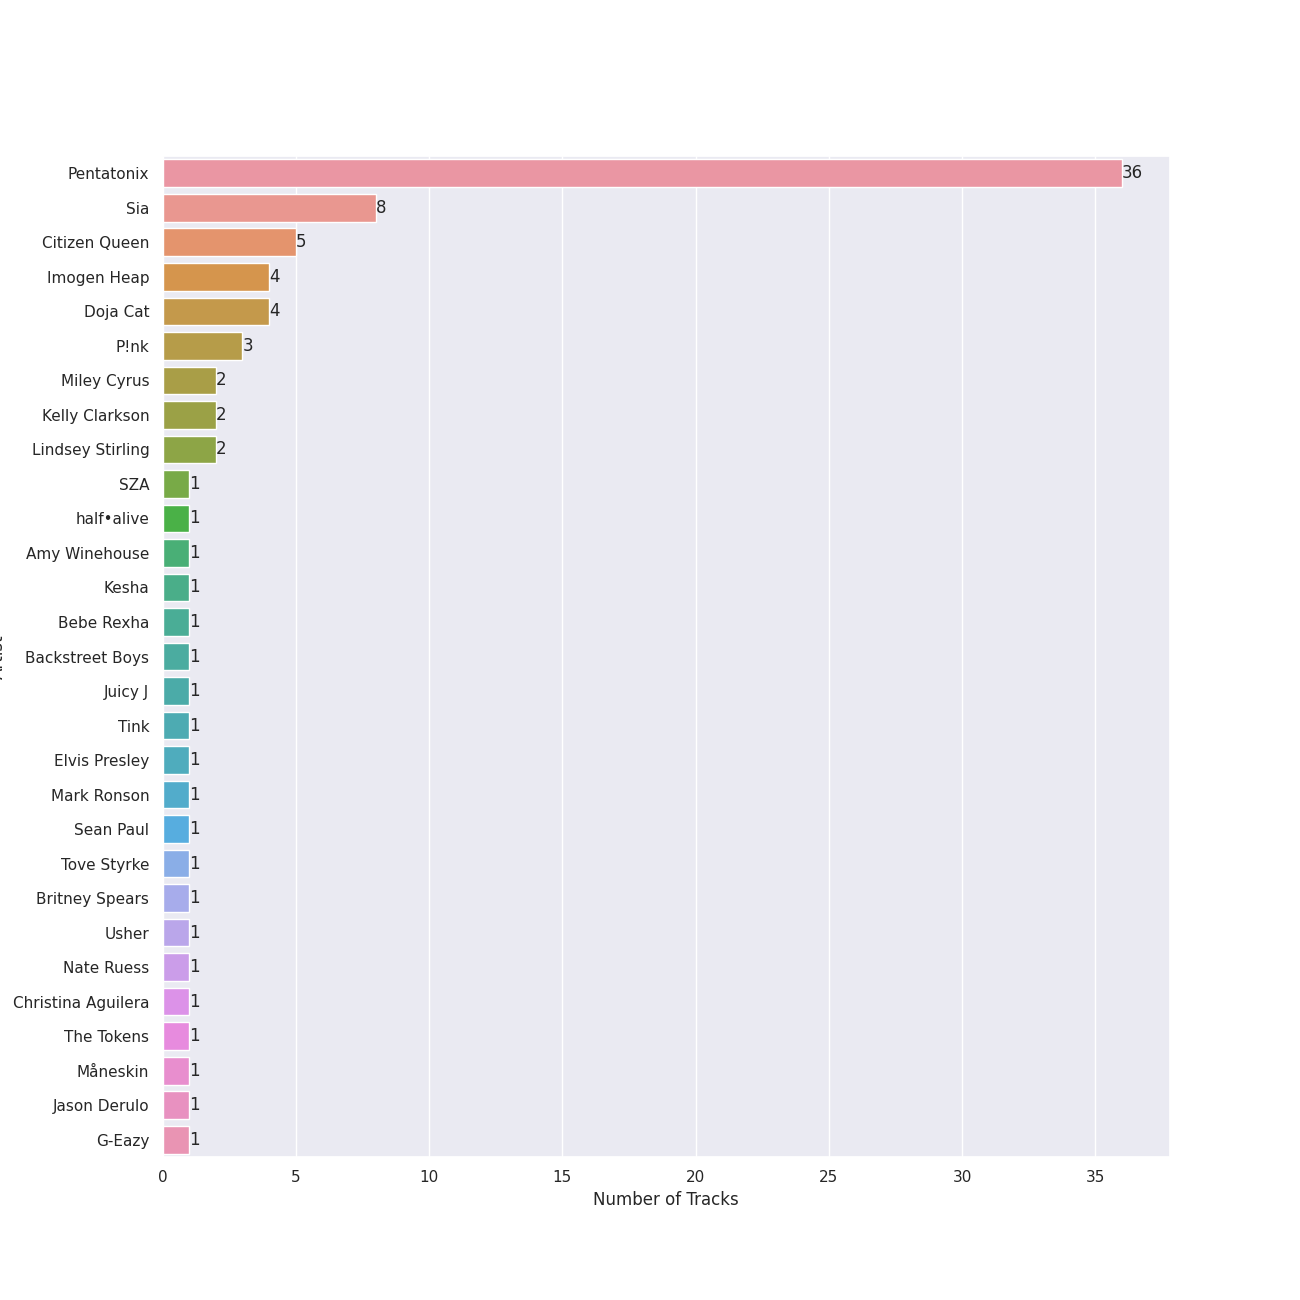 Pentatonix 36
Sia 8
Citizen Queen 5
Imogen Heap 4
Doja Cat 4
P!nk 3
Miley Cyrus 2
Kelly Clarkson 2
Lindsey Stirling 2
SZA 1
half•alive 1
Amy Winehouse 1
Kesha 1
Bebe Rexha 1
Backstreet Boys 1
Juicy J 1
Tink 1
Elvis Presley 1
Mark Ronson 1
Sean Paul 1
Tove Styrke 1
Britney Spears 1
Usher 1
Nate Ruess 1
Christina Aguilera 1
The Tokens 1
Måneskin 1
Jason Derulo 1
G-Eazy 1
0 5 10 15 20 25 30 35
Number of Tracks